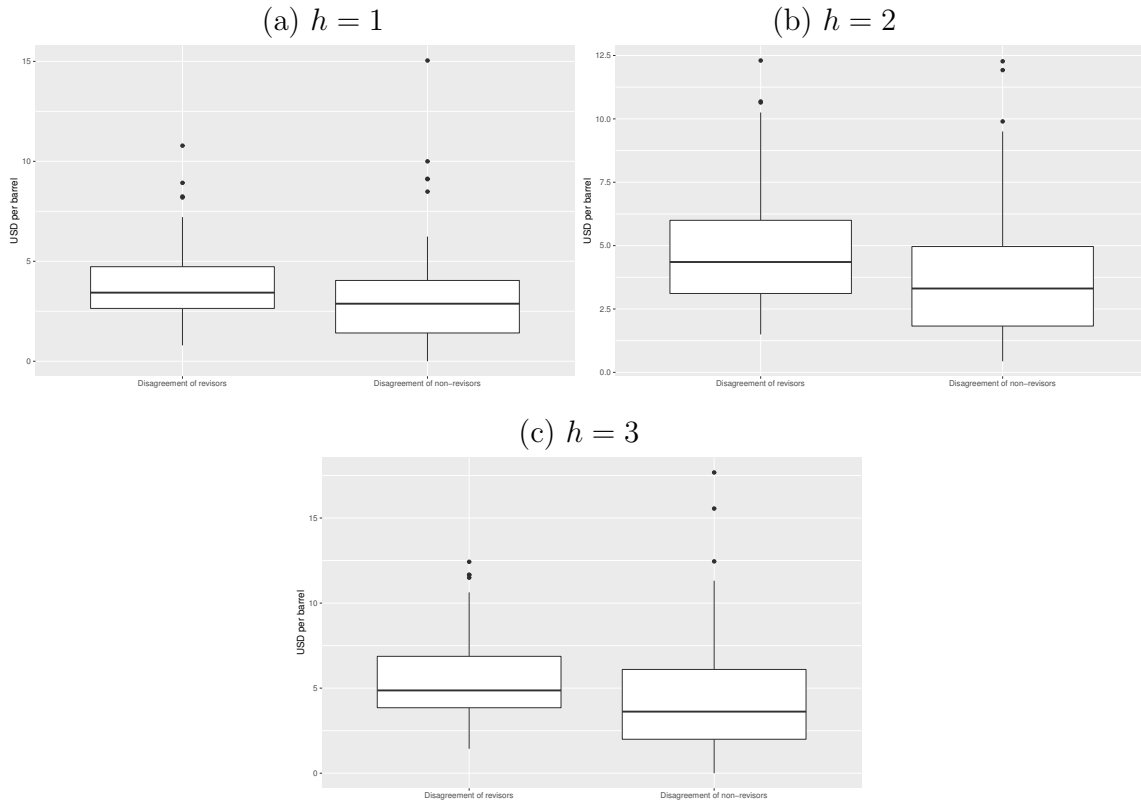 (a) h = 1
USD per barrel
15
10
5
0
Disagreement of revisors
Disagreement of non−revisors
(b) h = 2
USD per barrel
12.5
10.0
7.5
5.0
2.5
0.0
Disagreement of revisors
Disagreement of non−revisors
(c) h = 3
USD per barrel
15
10
5
0
Disagreement of revisors
Disagreement of non−revisors